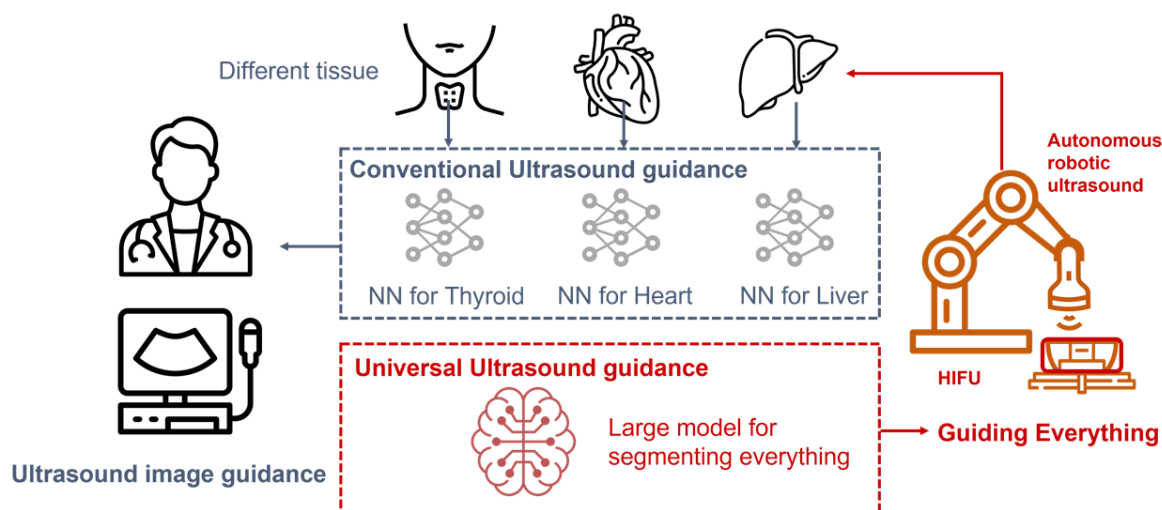 Different tissue
Autonomous
robotic
ultrasound
Conventional Ultrasound guidance
NN for Thyroid
NN for Heart
NN for Liver
HIFU
Universal Ultrasound guidance
Large model for
segmenting everything
Guiding Everything
Ultrasound image guidance